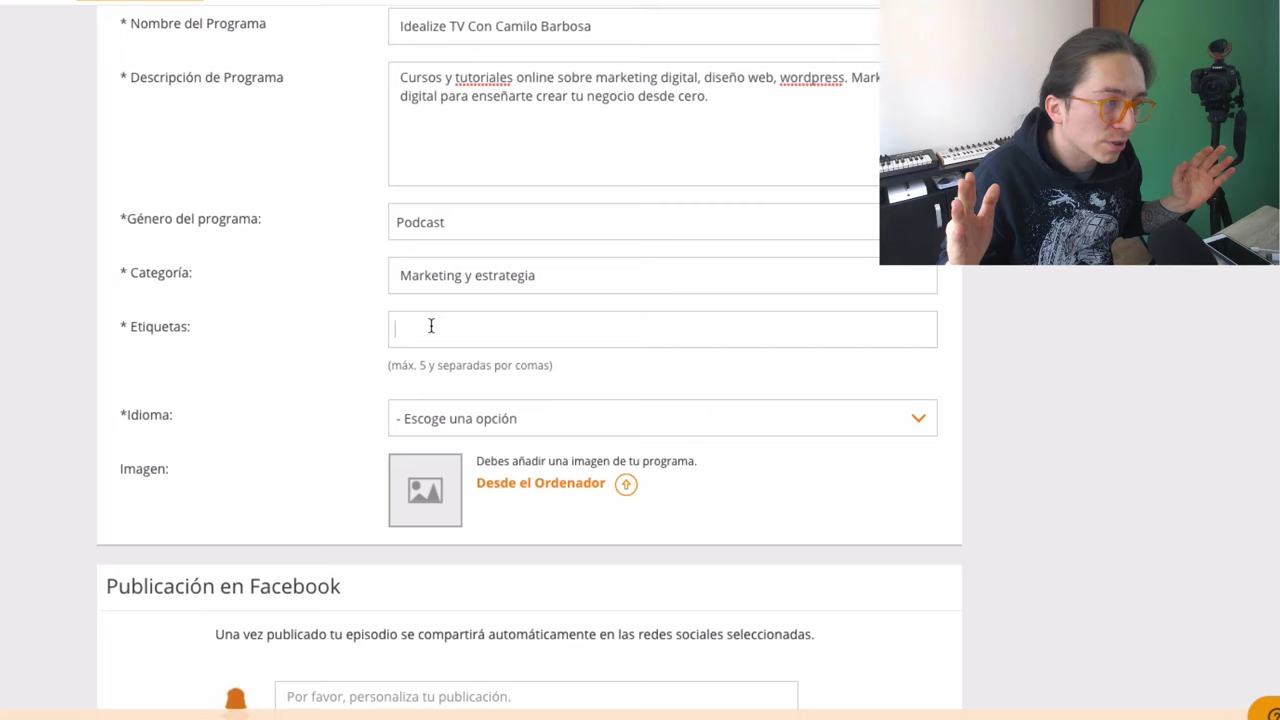 * Nombre del Programa
Idealize TV Con Camilo Barbosa
* Descripción de Programa
Cursos y tutoriales online sobre marketing digital, diseño web, wordpress. Mark
digital para enseñarte crear tu negocio desde cero.
*Género del programa:
Podcast
* Categoría:
Marketing y estrategia
* Etiquetas:
(máx. 5 y separadas por comas)
*Idioma:
- Escoge una opción
Imagen:
Debes añadir una imagen de tu programa.
Desde el Ordenador
Publicación en Facebook
Una vez publicado tu episodio se compartirá automáticamente en las redes sociales seleccionadas.
Por favor, personaliza tu publicación.